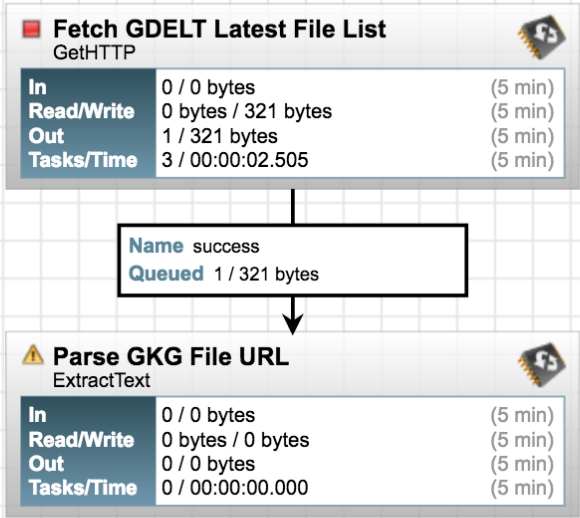 Fetch GDELT Latest File List
GetHTTP
In 0 / 0 bytes (5 min)
Read/Write 0 bytes / 321 bytes (5 min)
Out 1 / 321 bytes (5 min)
Tasks/Time 3 / 00:00:02.505 (5 min)
Name success
Queued 1 / 321 bytes
Parse GKG File URL
ExtractText
In 0 / 0 bytes (5 min)
Read/Write 0 bytes / 0 bytes (5 min)
Out 0 / 0 bytes (5 min)
Tasks/Time 0 / 00:00:00.000 (5 min)